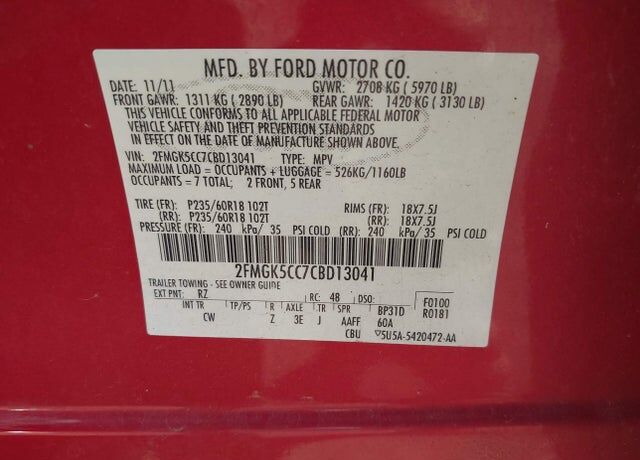 MFD. BY FORD MOTOR CO.
DATE: 11/11 GVWR: 2708 KG ( 5970 LB)
FRONT GAWR: 1311 KG ( 2890 LB) REAR GAWR: 1420 KG ( 3130 LB)
THIS VEHICLE CONFORMS TO ALL APPLICABLE FEDERAL MOTOR
VEHICLE SAFETY AND THEFT PREVENTION STANDARDS
IN EFFECT ON THE DATE OF MANUFACTURE SHOWN ABOVE.
VIN: 2FMGK5CC7CBD13041 TYPE: MPV
MAXIMUM LOAD = OCCUPANTS + LUGGAGE = 526KG/1160LB
OCCUPANTS = 7 TOTAL; 2 FRONT, 5 REAR
TIRE (FR): P235/60R18 102T RIMS (FR): 18X7.5J
(RR): P235/60R18 102T (RR): 18X7.5J
PRESSURE (FR): 240 kPa/ 35 PSI COLD (RR): 240 kPa/ 35 PSI COLD
2FMGK5CC7CBD13041
TRAILER TOWING - SEE OWNER GUIDE
EXT PNT: RZ RC: 48 DSO: F0100
INT TR TP/PS R AXLE TR SPR BP31D R0181
CW Z 3E J AAFF 60A
CBU 5U5A-5420472-AA